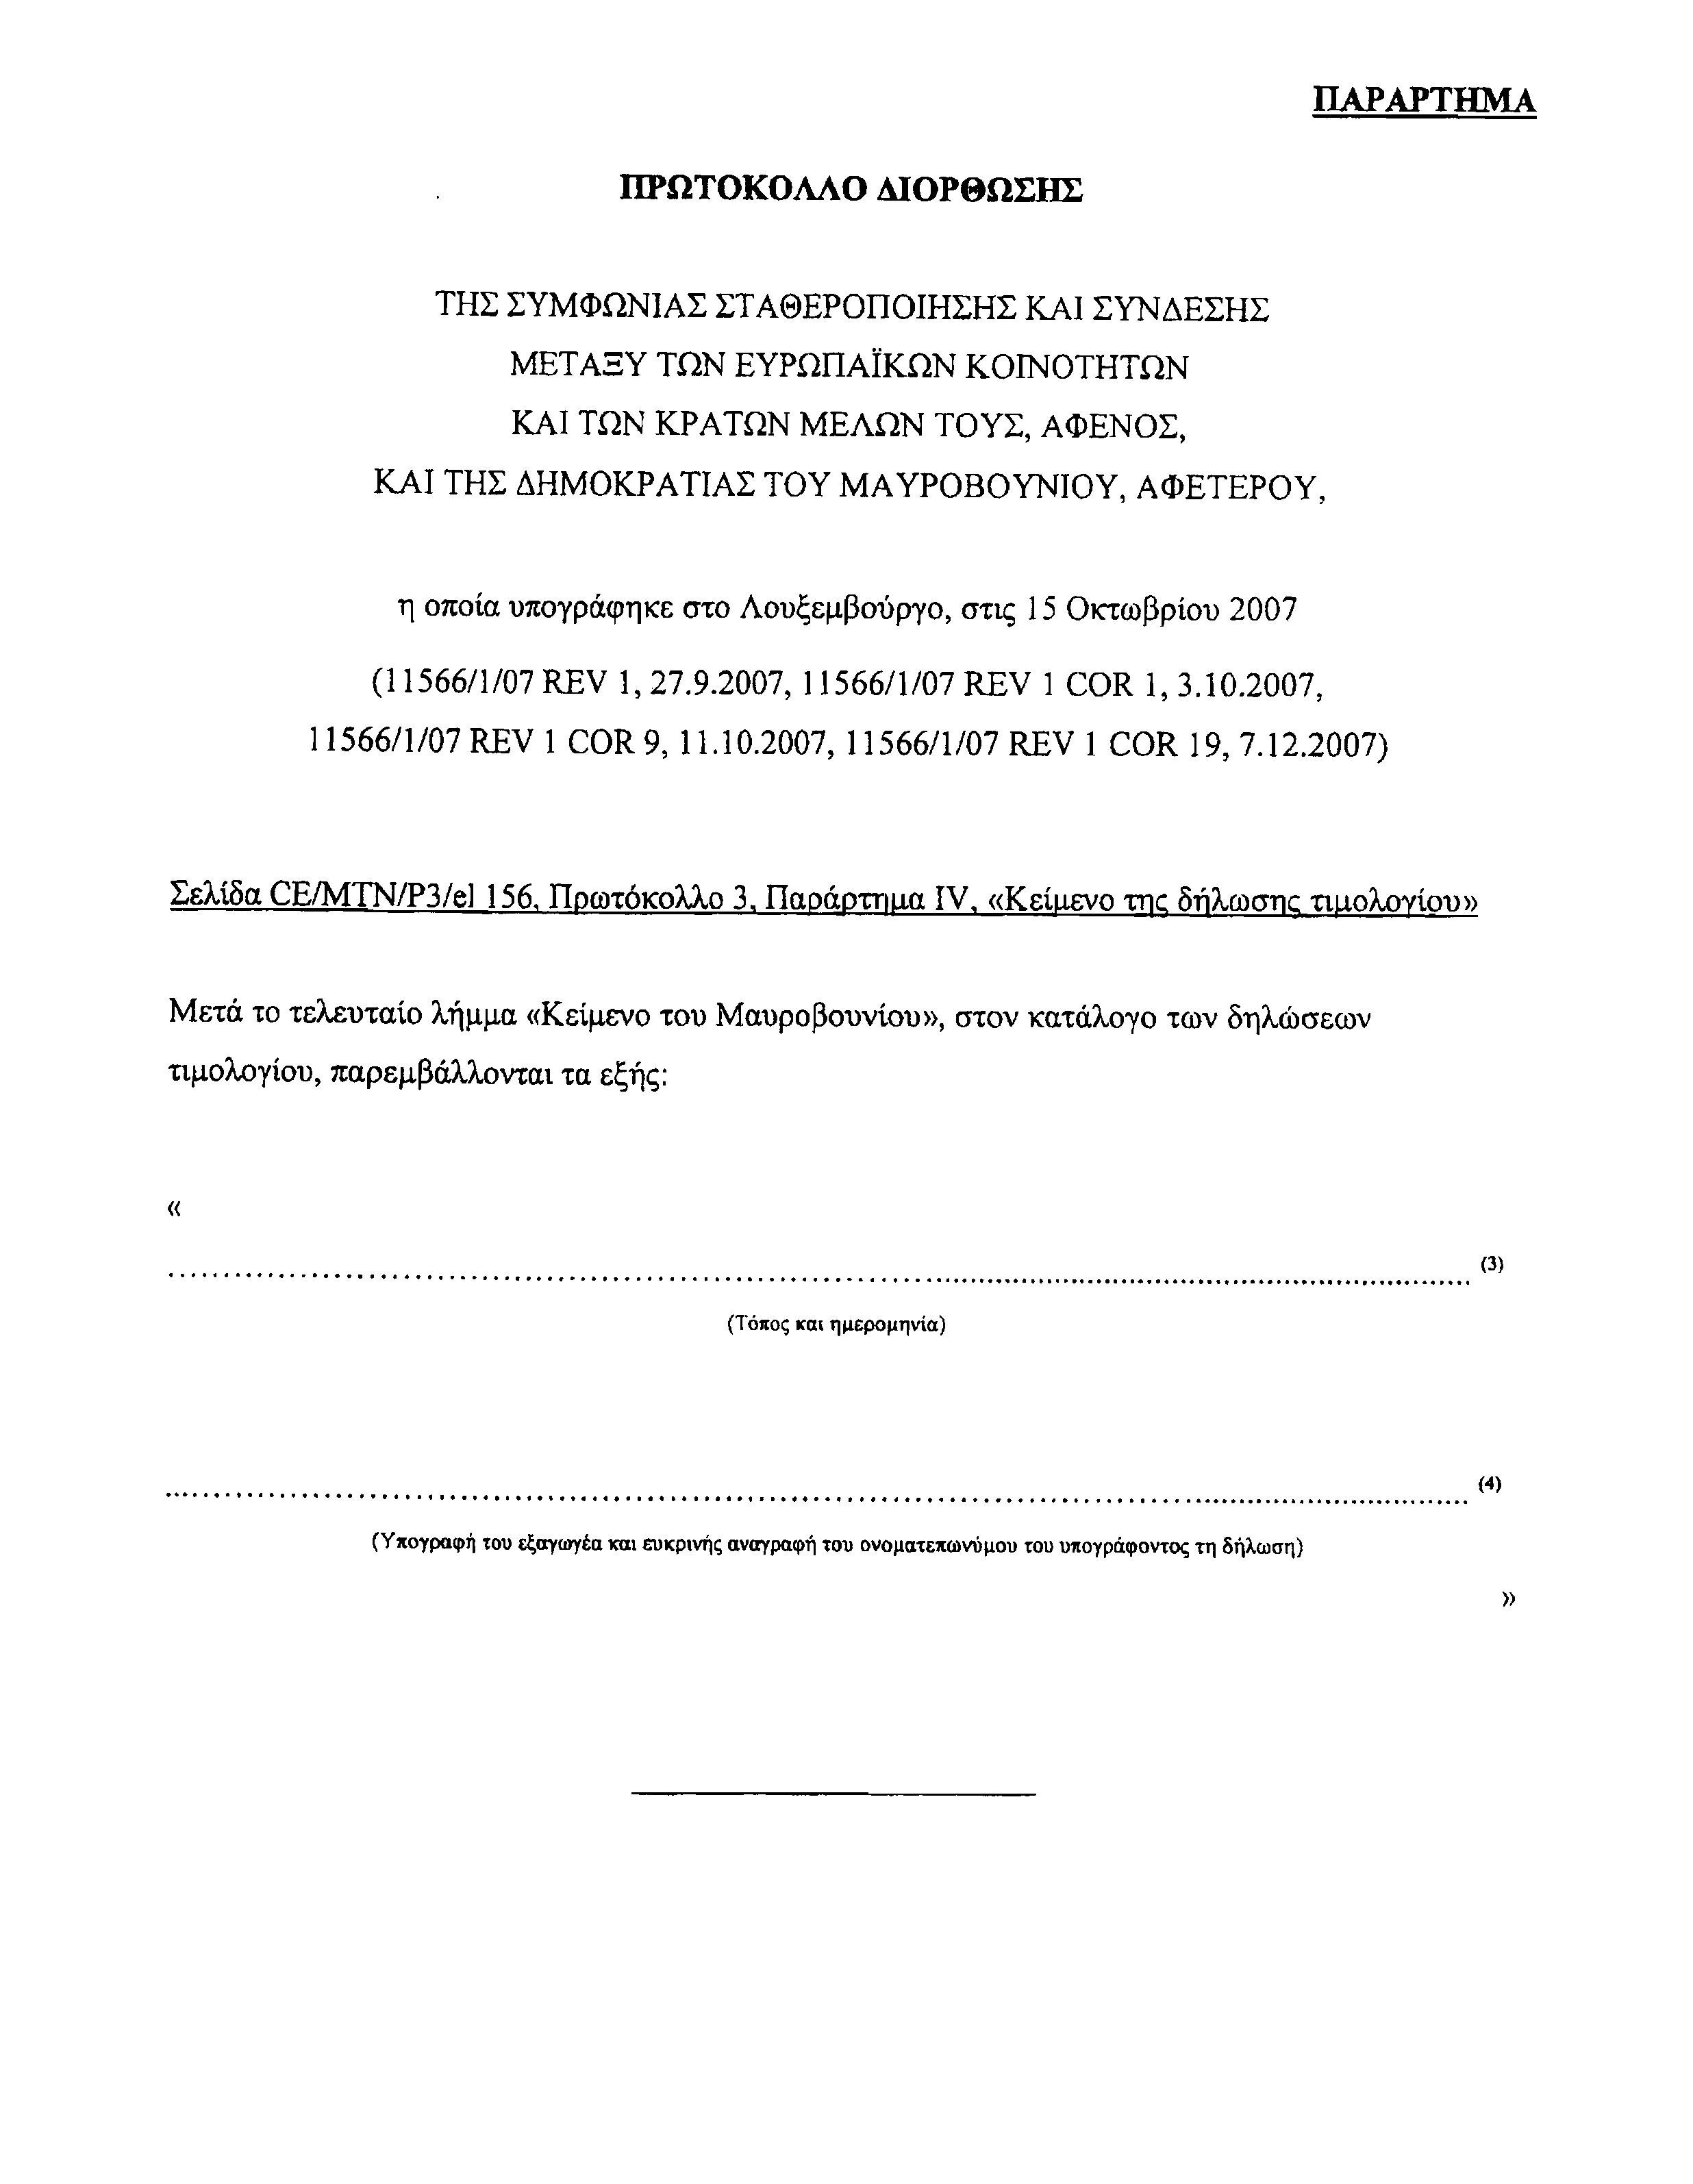 ΠΑΡΑΡΤΗΜΑ
ΠΡΩΤΟΚΟΛΛΟ ΔΙΟΡΘΩΣΗΣ
ΤΗΣ ΣΥΜΦΩΝΙΑΣ ΣΤΑΘΕΡΟΠΟΙΗΣΗΣ ΚΑΙ ΣΥΝΔΕΣΗΣ
ΜΕΤΑΞΥ ΤΩΝ ΕΥΡΩΠΑΪΚΩΝ ΚΟΙΝΟΤΗΤΩΝ
ΚΑΙ ΤΩΝ ΚΡΑΤΩΝ ΜΕΛΩΝ ΤΟΥΣ, ΑΦΕΝΟΣ,
ΚΑΙ ΤΗΣ ΔΗΜΟΚΡΑΤΙΑΣ ΤΟΥ ΜΑΥΡΟΒΟΥΝΙΟΥ, ΑΦΕΤΕΡΟΥ,
η οποία υπογράφηκε στο Λουξεμβούργο, στις 15 Οκτωβρίου 2007
(11566/1/07 REV 1, 27.9.2007, 11566/1/07 REV 1 COR 1, 3.10.2007,
11566/1/07 REV 1 COR 9, 11.10.2007, 11566/1/07 REV 1 COR 19, 7.12.2007)
Σελίδα CE/MTN/P3/el 156, Πρωτόκολλο 3, Παράρτημα IV, «Κείμενο της δήλωσης τιμολογίου»
Μετά το τελευταίο λήμμα «Κείμενο του Μαυροβουνίου», στον κατάλογο των δηλώσεων
τιμολογίου, παρεμβάλλονται τα εξής:
«
........................................................................................................ (3)
(Τόπος και ημερομηνία)
........................................................................................................ (4)
(Υπογραφή του εξαγωγέα και ευκρινής αναγραφή του ονοματεπωνύμου του υπογράφοντος τη δήλωση)
»